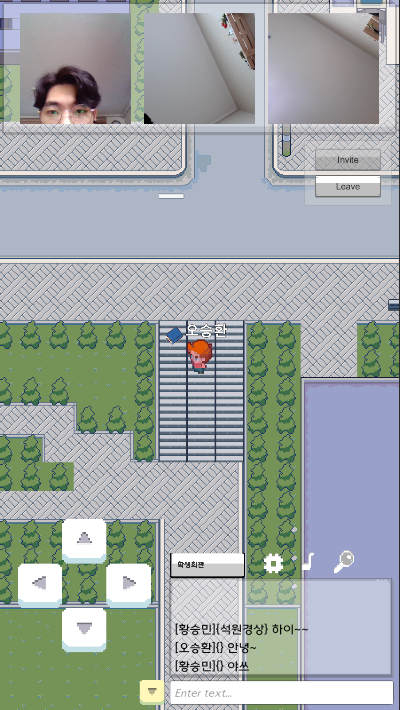 Invite
Leave
오승환
학생회관
[황승민]{석원경상} 하이~~
[오승환]{} 안녕~
[황승민]{} 아쓰
Enter text...